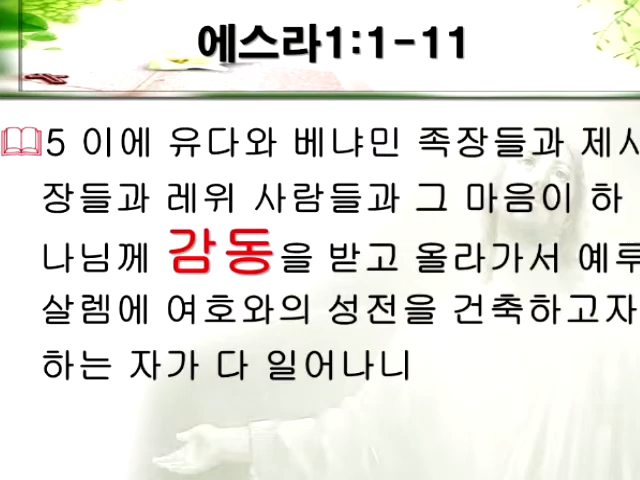 에스라1:1-11
5 이에 유다와 베냐민 족장들과 제사
장들과 레위 사람들과 그 마음이 하
나님께 감동을 받고 올라가서 예루
살렘에 여호와의 성전을 건축하고자
하는 자가 다 일어나니